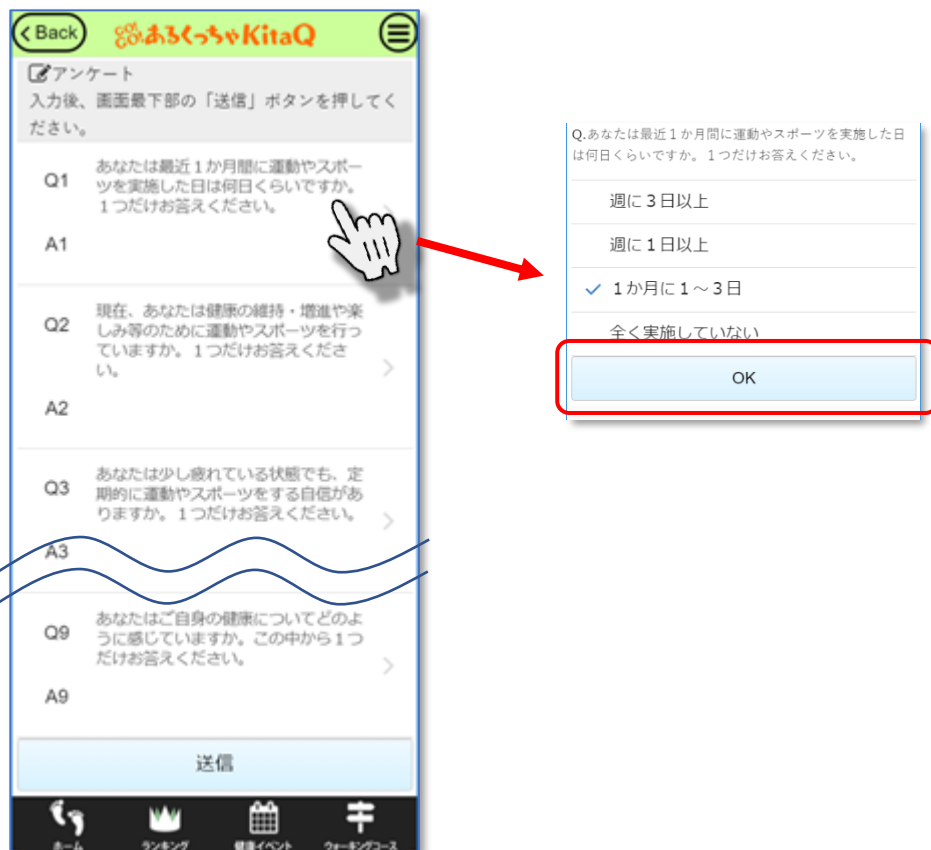 < Back
GO! GO! あるくっちゃKitaQ
アンケート
入力後、画面最下部の「送信」ボタンを押してく
ださい。
Q1
あなたは最近１か月間に運動やスポー
ツを実施した日は何日くらいですか。
１つだけお答えください。
A1
Q2
現在、あなたは健康の維持・増進や楽
しみ等のために運動やスポーツを行っ
ていますか。１つだけお答えくださ
い。
A2
Q3
あなたは少し疲れている状態でも、定
期的に運動やスポーツをする自信があ
りますか。１つだけお答えください。
A3
Q9
あなたはご自身の健康についてどのよ
うに感じていますか。この中から１つ
だけお答えください。
A9
送信
ホーム
ランキング
健康イベント
ウォーキングコース
Q.あなたは最近１か月間に運動やスポーツを実施した日
は何日くらいですか。１つだけお答えください。
週に３日以上
週に１日以上
１か月に１～３日
全く実施していない
OK